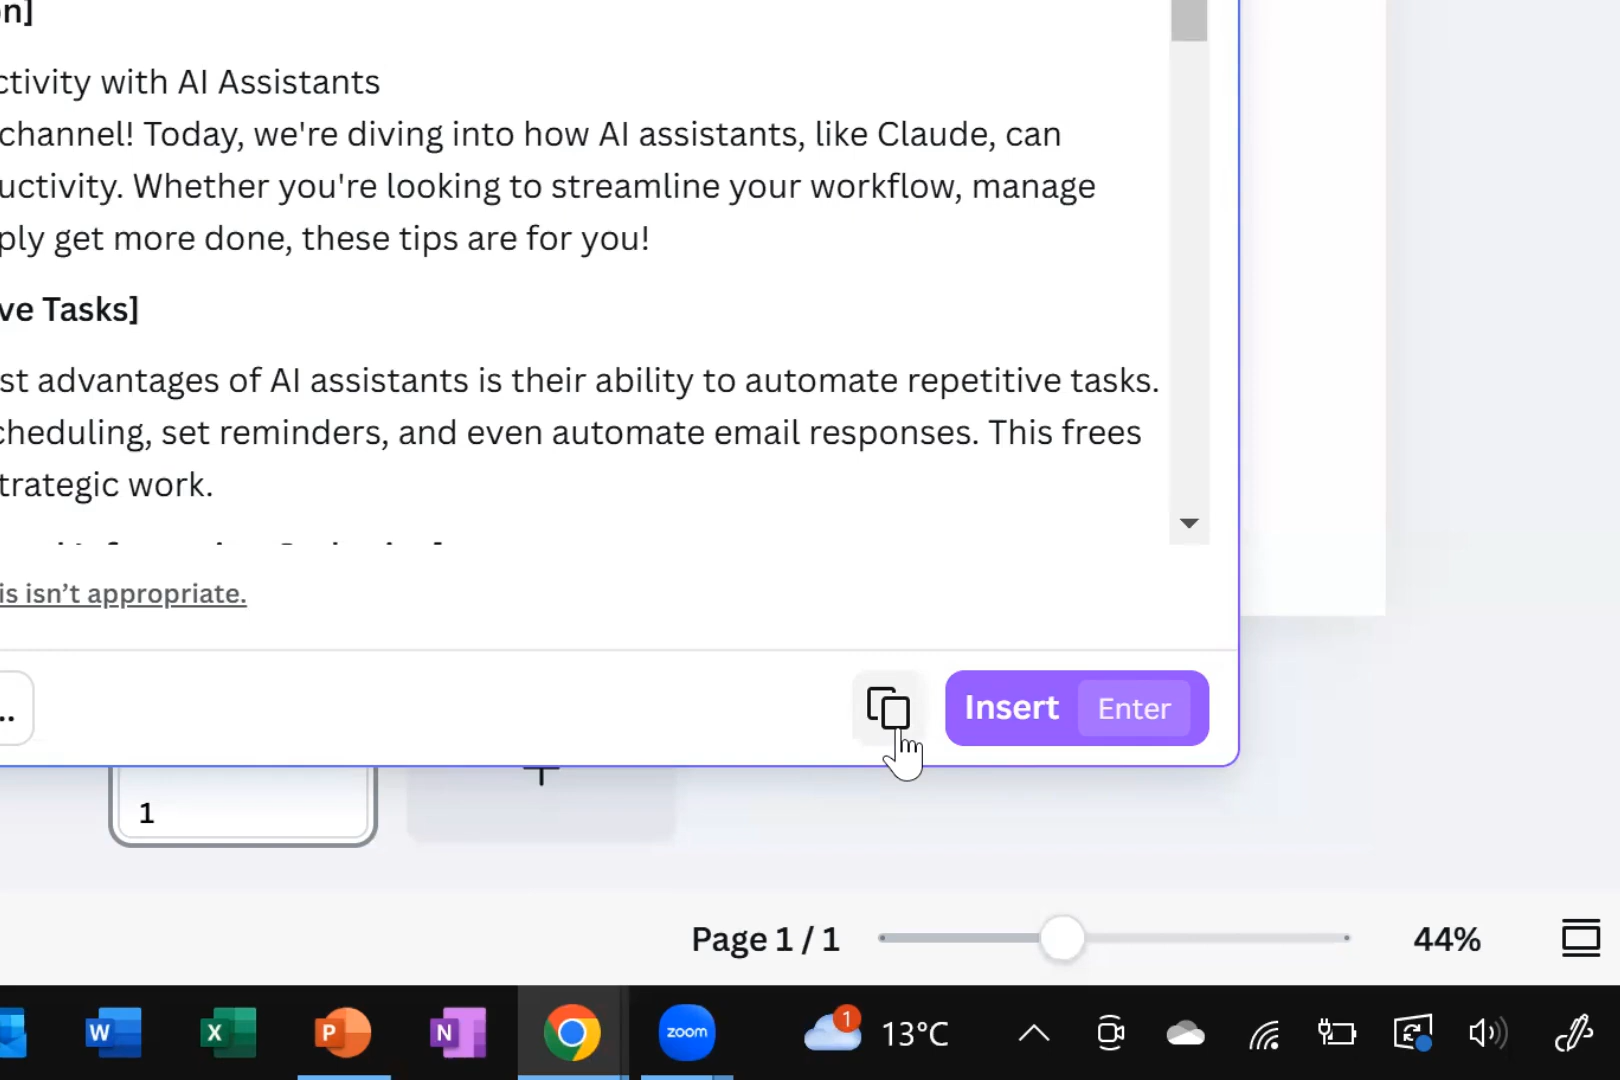 on]
ctivity with AI Assistants
channel! Today, we're diving into how AI assistants, like Claude, can
uctivity. Whether you're looking to streamline your workflow, manage
ply get more done, these tips are for you!
ve Tasks]
st advantages of AI assistants is their ability to automate repetitive tasks.
cheduling, set reminders, and even automate email responses. This frees
trategic work.
is isn’t appropriate.
..
Insert Enter
1
Page 1 / 1 44%
W X P N zoom 1 13°C